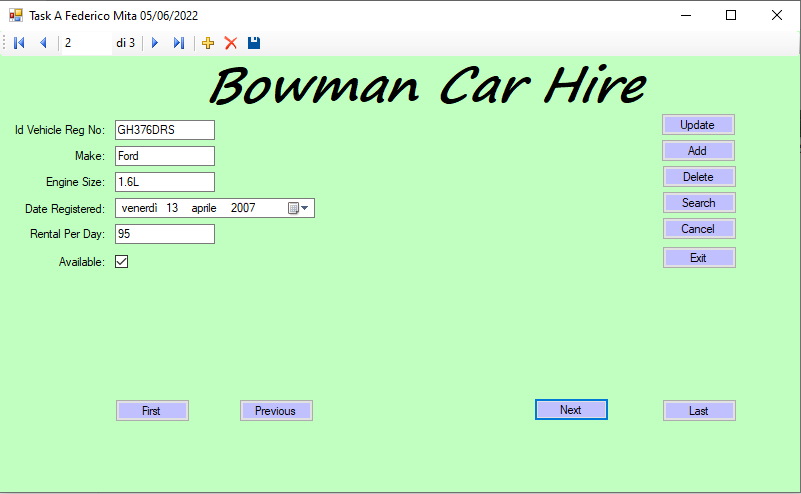 Task A Federico Mita 05/06/2022
2 di 3
Bowman Car Hire
Id Vehicle Reg No: GH376DRS
Make: Ford
Engine Size: 1.6L
Date Registered: venerdì 13 aprile 2007
Rental Per Day: 95
Available:
Update
Add
Delete
Search
Cancel
Exit
First Previous Next Last